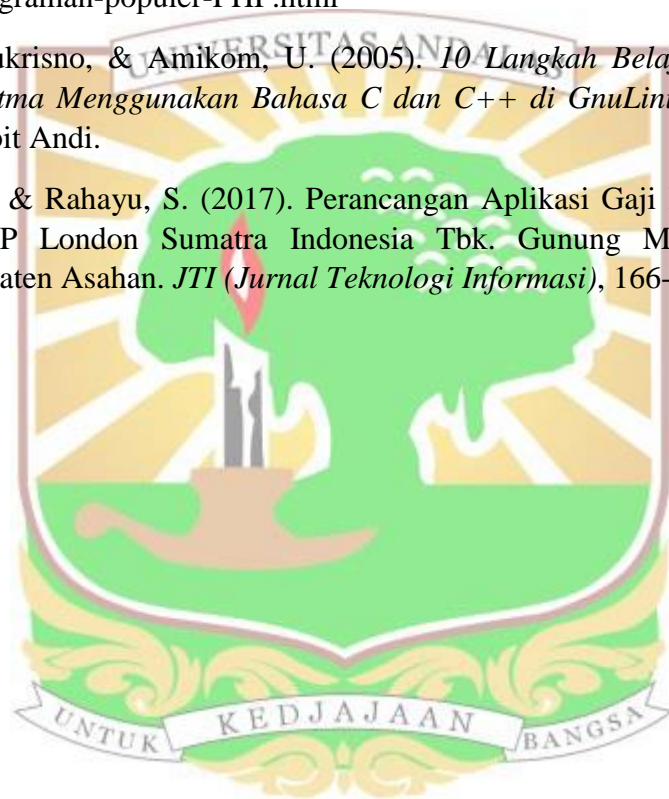 graman-populer-PHP.html
UNIVERSITAS ANDALAS
ukrisno, & Amikom, U. (2005). 10 Langkah Belaj
tma Menggunakan Bahasa C dan C++ di GnuLin
bit Andi.
& Rahayu, S. (2017). Perancangan Aplikasi Gaji
P London Sumatra Indonesia Tbk. Gunung M
aten Asahan. JTI (Jurnal Teknologi Informasi), 166-
UNTUK KEDJAJAAN BANGSA